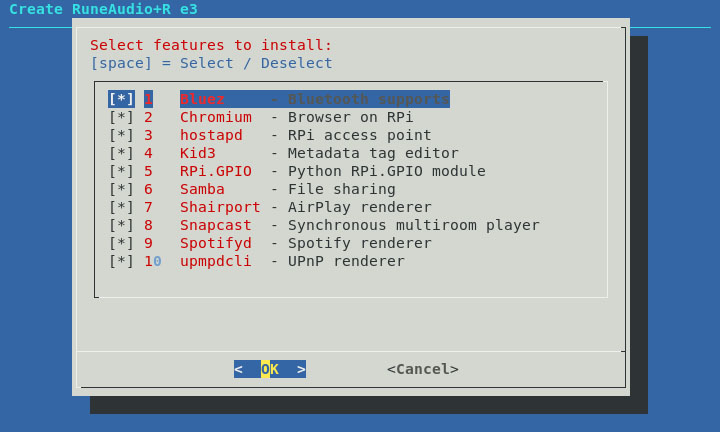 Create RuneAudio+R e3
Select features to install:
[space] = Select / Deselect
[*] 1 Bluez - Bluetooth supports
[*] 2 Chromium - Browser on RPi
[*] 3 hostapd - RPi access point
[*] 4 Kid3 - Metadata tag editor
[*] 5 RPi.GPIO - Python RPi.GPIO module
[*] 6 Samba - File sharing
[*] 7 Shairport - AirPlay renderer
[*] 8 Snapcast - Synchronous multiroom player
[*] 9 Spotifyd - Spotify renderer
[*] 10 upmpdcli - UPnP renderer
< OK > <Cancel>